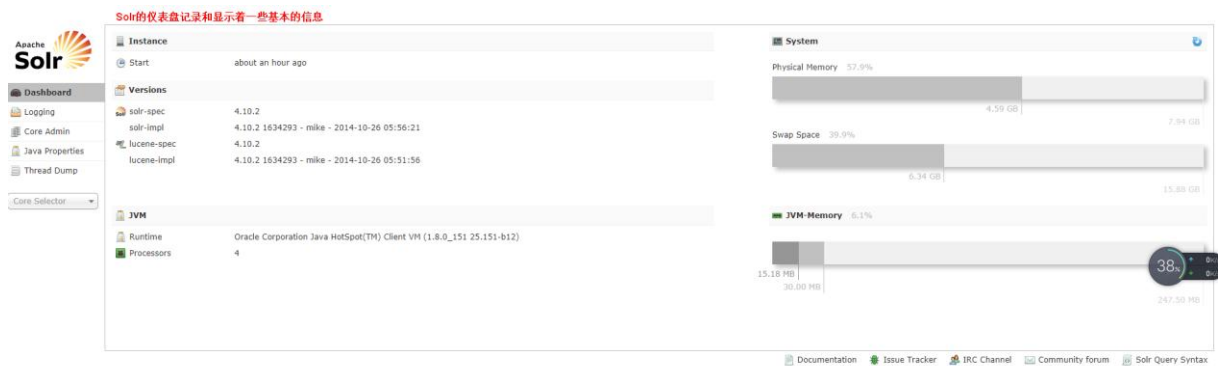 Solr的仪表盘记录和显示着一些基本的信息
Apache
Solr
Dashboard
Logging
Core Admin
Java Properties
Thread Dump
Core Selector
Instance
Start about an hour ago
Versions
solr-spec 4.10.2
solr-impl 4.10.2 1634293 - mike - 2014-10-26 05:56:21
lucene-spec 4.10.2
lucene-impl 4.10.2 1634293 - mike - 2014-10-26 05:51:56
JVM
Runtime Oracle Corporation Java HotSpot(TM) Client VM (1.8.0_151 25.151-b12)
Processors 4
System
Physical Memory 57.9%
4.59 GB
7.94 GB
Swap Space 39.9%
6.34 GB
15.88 GB
JVM-Memory 6.1%
15.18 MB
30.00 MB
247.50 MB
38%
Documentation Issue Tracker IRC Channel Community forum Solr Query Syntax